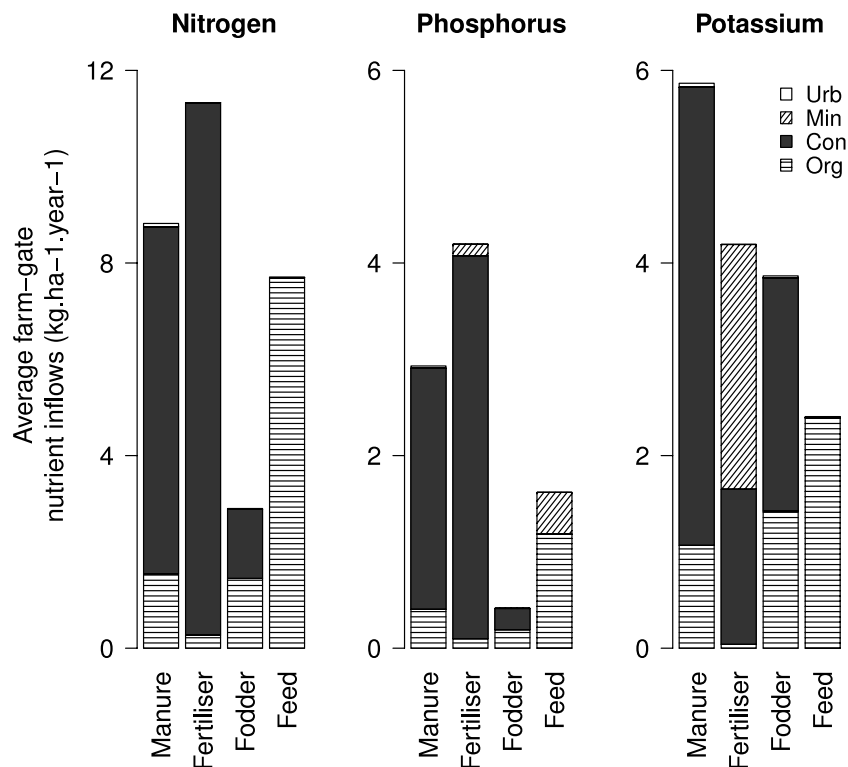 Nitrogen
Phosphorus
Potassium
Average farm−gate
nutrient inflows (kg.ha−1.year−1)
12
8
4
0
Manure
Fertiliser
Fodder
Feed
6
4
2
0
Manure
Fertiliser
Fodder
Feed
6
4
2
0
Manure
Fertiliser
Fodder
Feed
Urb
Min
Con
Org